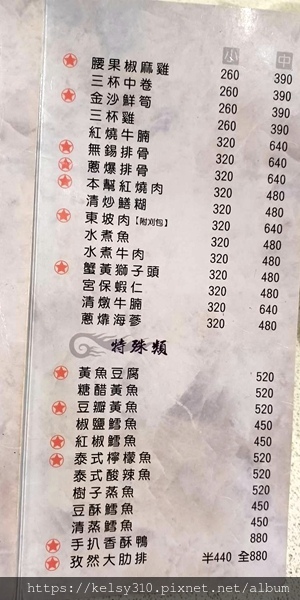 小 中
腰果椒麻雞 260 390
三杯中卷 260 390
金沙鮮筍 260 390
三杯雞 260 390
紅燒牛腩 320 640
無錫排骨 320 640
蔥爆排骨 320 480
本幫紅燒肉 320 480
清炒鱔糊 320 480
東坡肉【附刈包】 320 640
水煮魚 320 480
水煮牛肉 320 480
蟹黃獅子頭 320 480
宮保蝦仁 320 480
清燉牛腩 320 640
蔥燒海蔘 320 480
特殊類
黃魚豆腐 520
糖醋黃魚 520
豆瓣黃魚 520
椒鹽鱈魚 450
紅椒鱈魚 450
泰式檸檬魚 520
泰式酸辣魚 520
樹子蒸魚 520
豆酥鱈魚 450
清蒸鱈魚 450
手扒香酥鴨 880
孜然大肋排 半440 全880
https://kelsy310.pixnet.net/album